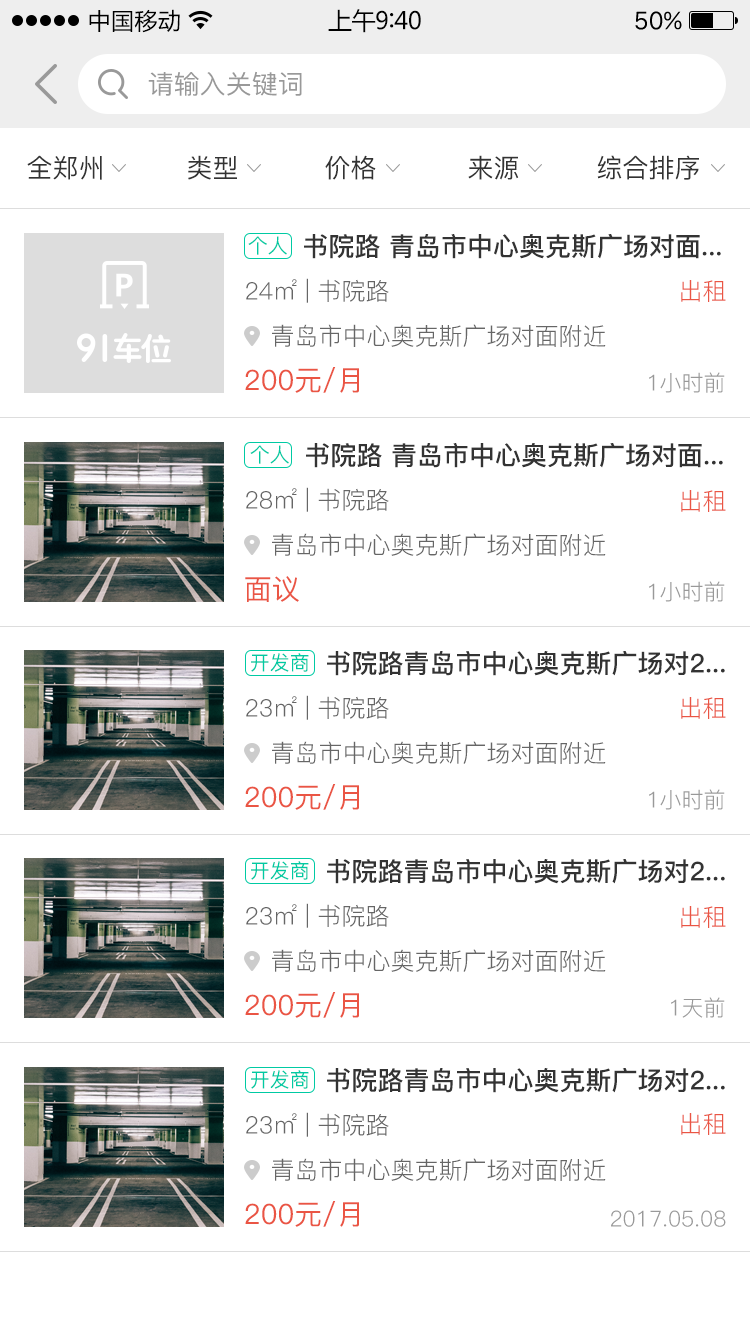 中国移动 上午9:40 50%
请输入关键词
全郑州 类型 价格 来源 综合排序
P
91车位
个人 书院路 青岛市中心奥克斯广场对面...
24㎡ | 书院路 出租
青岛市中心奥克斯广场对面附近
200元/月 1小时前
个人 书院路 青岛市中心奥克斯广场对面...
28㎡ | 书院路 出租
青岛市中心奥克斯广场对面附近
面议 1小时前
开发商 书院路青岛市中心奥克斯广场对2...
23㎡ | 书院路 出租
青岛市中心奥克斯广场对面附近
200元/月 1小时前
开发商 书院路青岛市中心奥克斯广场对2...
23㎡ | 书院路 出租
青岛市中心奥克斯广场对面附近
200元/月 1天前
开发商 书院路青岛市中心奥克斯广场对2...
23㎡ | 书院路 出租
青岛市中心奥克斯广场对面附近
200元/月 2017.05.08